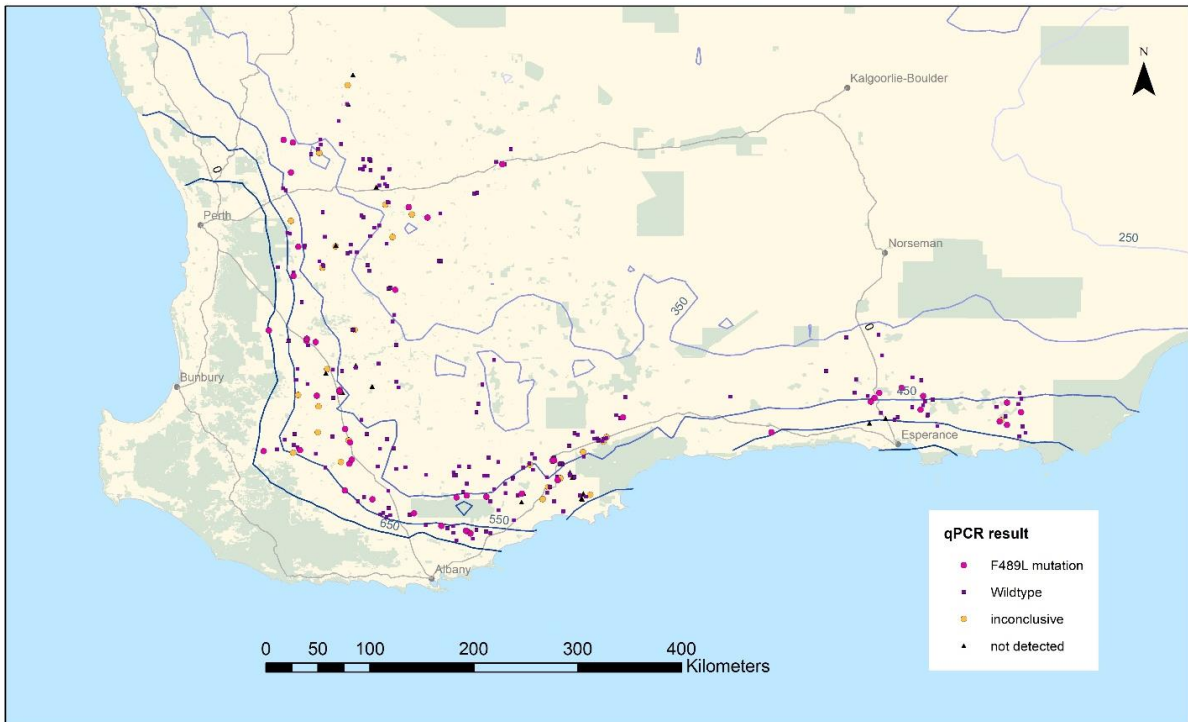 N
Kalgoorlie-Boulder
0
Perth
Norseman
250
350
0
Bunbury
450
Esperance
550
650
Albany
qPCR result
F489L mutation
Wildtype
inconclusive
not detected
0 50 100 200 300 400
Kilometers